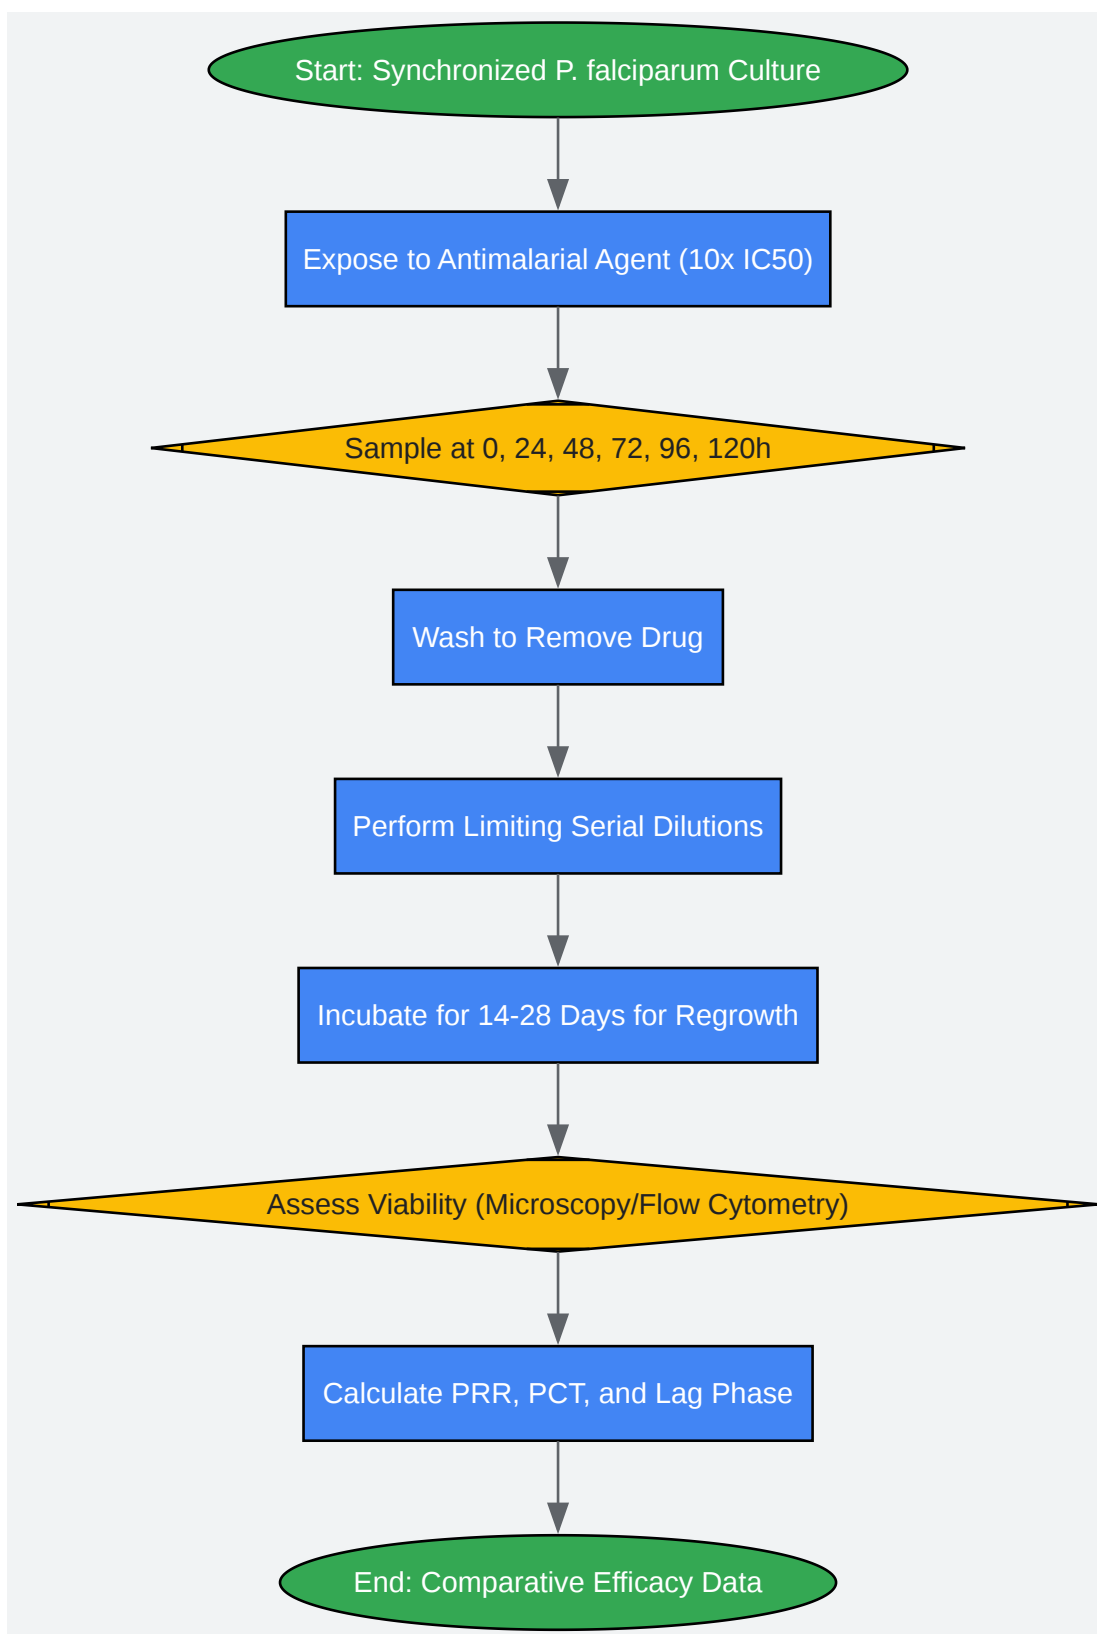 Start: Synchronized P. falciparum Culture
Expose to Antimalarial Agent (10x IC50)
Sample at 0, 24, 48, 72, 96, 120h
Wash to Remove Drug
Perform Limiting Serial Dilutions
Incubate for 14-28 Days for Regrowth
Assess Viability (Microscopy/Flow Cytometry)
Calculate PRR, PCT, and Lag Phase
End: Comparative Efficacy Data